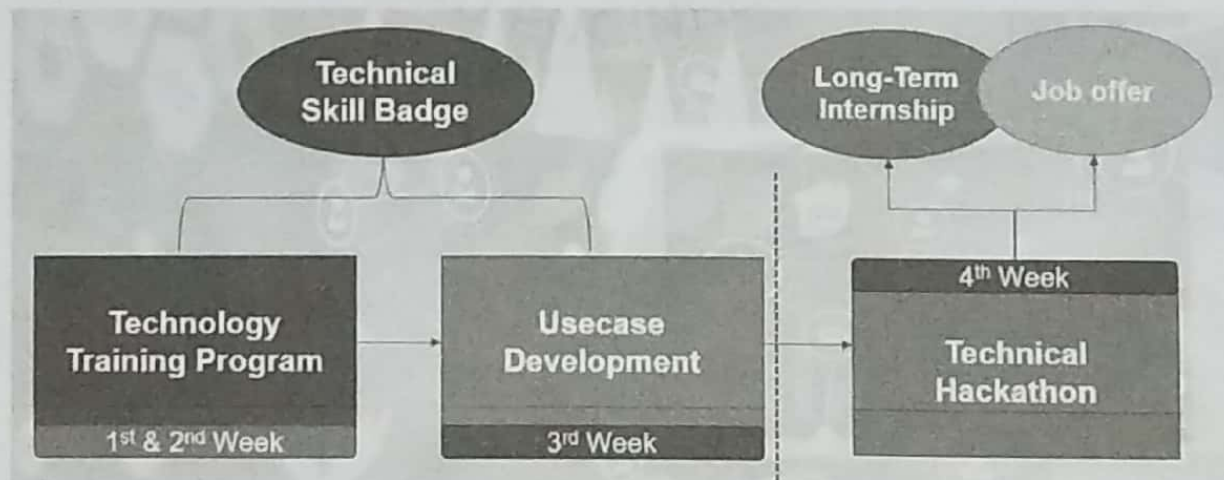 Technical
Skill Badge
Long-Term
Internship
Job offer
Technology
Training Program
1st & 2nd Week
Usecase
Development
3rd Week
4th Week
Technical
Hackathon